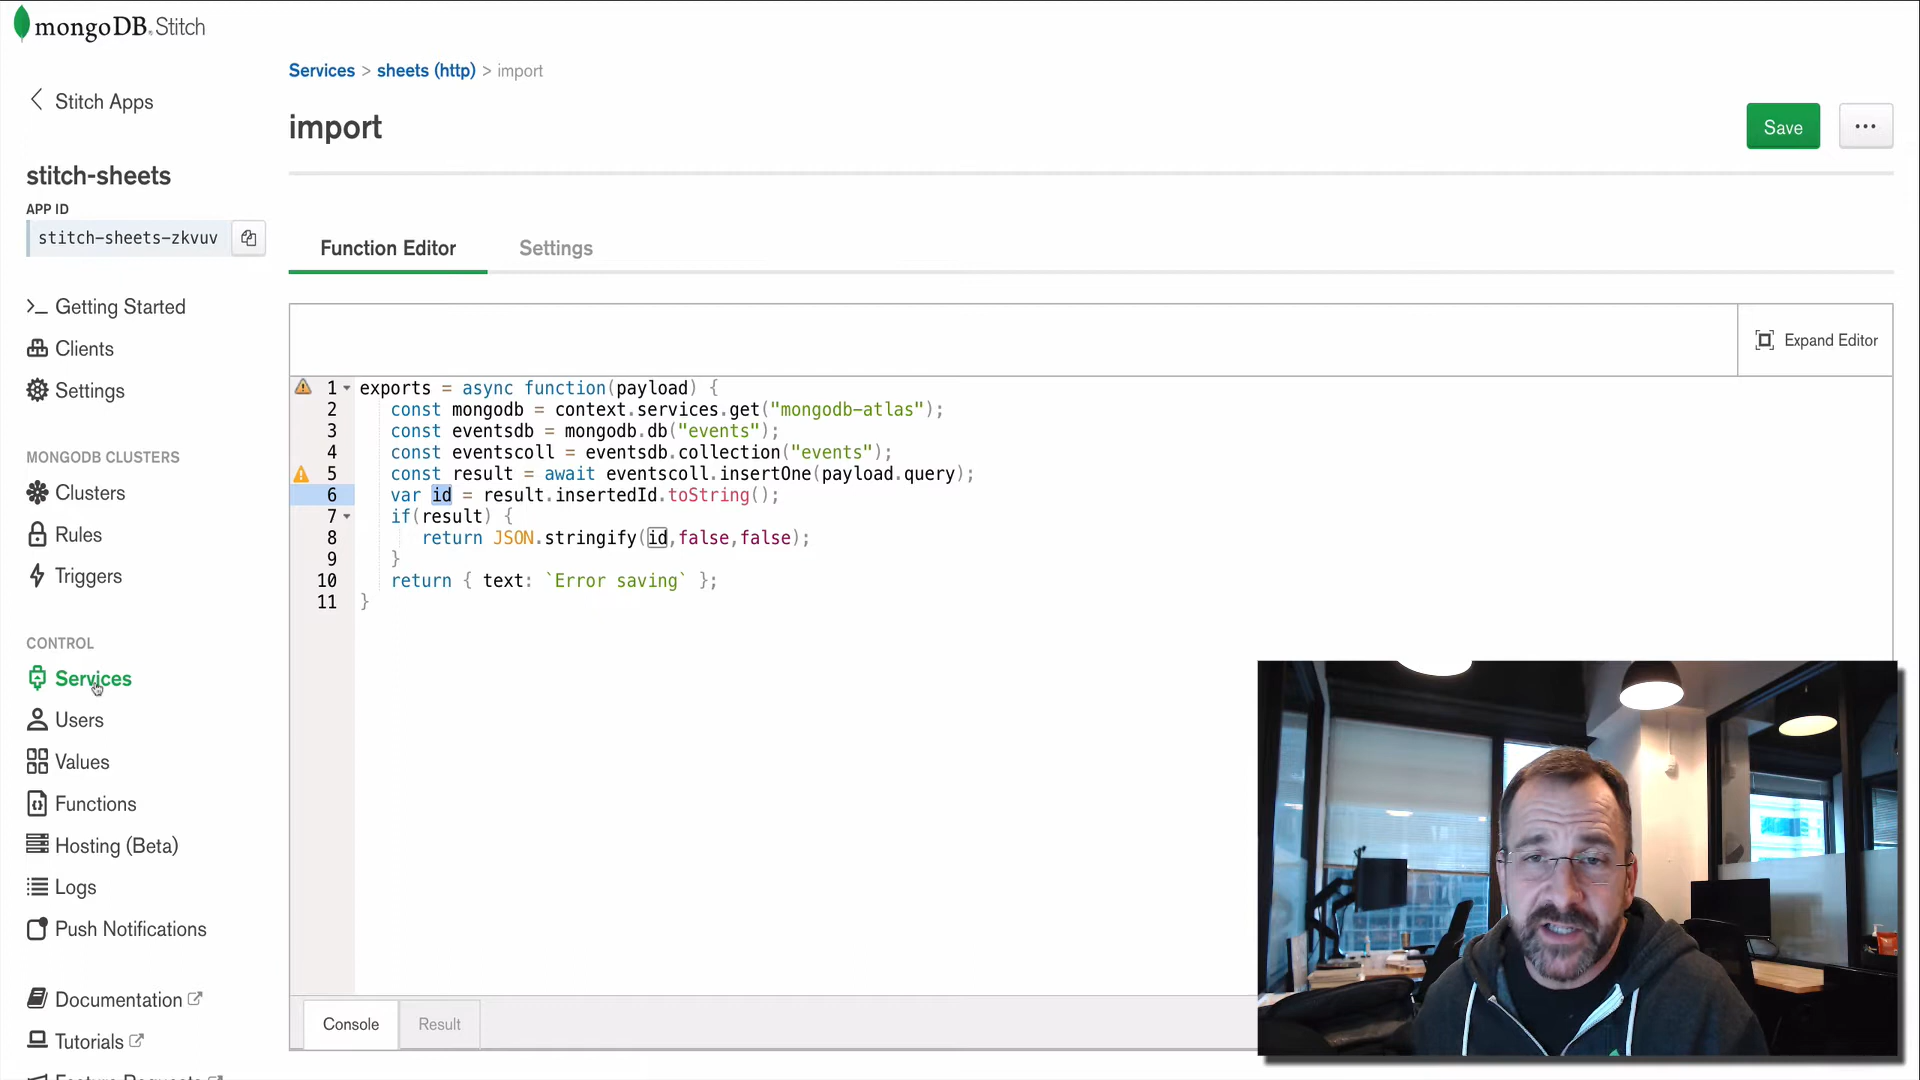 mongoDB. Stitch
Services > sheets (http) > import
Stitch Apps
import
Save
...
stitch-sheets
APP ID
stitch-sheets-zkvuv
Function Editor
Settings
Getting Started
Clients
Settings
Expand Editor
1 exports = async function(payload) {
2 const mongodb = context.services.get("mongodb-atlas");
3 const eventsdb = mongodb.db("events");
4 const eventscoll = eventsdb.collection("events");
5 const result = await eventscoll.insertOne(payload.query);
6 var id = result.insertedId.toString();
7 if(result) {
8 return JSON.stringify(id,false,false);
9 }
10 return { text: `Error saving` };
11 }
MONGODB CLUSTERS
Clusters
Rules
Triggers
CONTROL
Services
Users
Values
Functions
Hosting (Beta)
Logs
Push Notifications
Documentation
Tutorials
Feature Requests
Console
Result